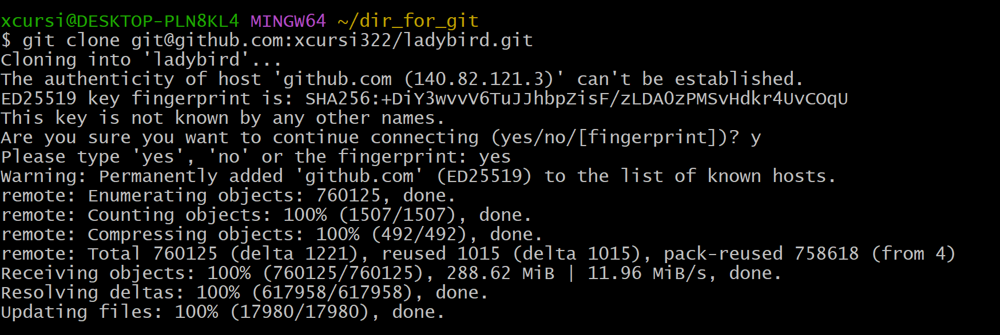 xcursi@DESKTOP-PLN8KL4 MINGW64 ~/dir_for_git
$ git clone git@github.com:xcursi322/ladybird.git
Cloning into 'ladybird'...
The authenticity of host 'github.com (140.82.121.3)' can't be established.
ED25519 key fingerprint is: SHA256:+DiY3wvvV6TuJJhbpZisF/zLDA0zPMSvHdkr4UvCOqU
This key is not known by any other names.
Are you sure you want to continue connecting (yes/no/[fingerprint])? y
Please type 'yes', 'no' or the fingerprint: yes
Warning: Permanently added 'github.com' (ED25519) to the list of known hosts.
remote: Enumerating objects: 760125, done.
remote: Counting objects: 100% (1507/1507), done.
remote: Compressing objects: 100% (492/492), done.
remote: Total 760125 (delta 1221), reused 1015 (delta 1015), pack-reused 758618 (from 4)
Receiving objects: 100% (760125/760125), 288.62 MiB | 11.96 MiB/s, done.
Resolving deltas: 100% (617958/617958), done.
Updating files: 100% (17980/17980), done.